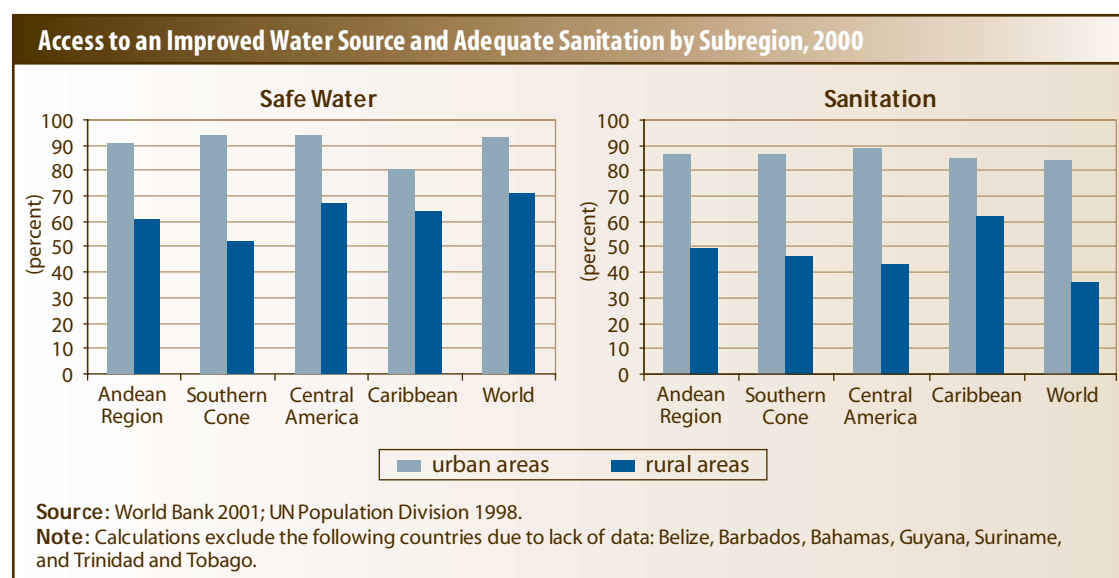 Access to an Improved Water Source and Adequate Sanitation by Subregion, 2000
Safe Water
100
90
80
70
60
50
40
30
20
10
0
(percent)
Andean Region
Southern Cone
Central America
Caribbean
World
Sanitation
100
90
80
70
60
50
40
30
20
10
0
(percent)
Andean Region
Southern Cone
Central America
Caribbean
World
urban areas
rural areas
Source: World Bank 2001; UN Population Division 1998.
Note: Calculations exclude the following countries due to lack of data: Belize, Barbados, Bahamas, Guyana, Suriname,
and Trinidad and Tobago.